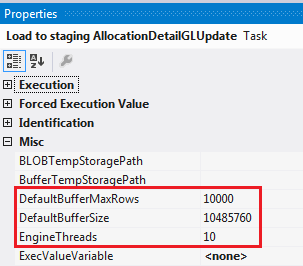 Properties
Load to staging AllocationDetailGLUpdate Task
Execution
Forced Execution Value
Identification
Misc
BLOBTempStoragePath
BufferTempStoragePath
DefaultBufferMaxRows 10000
DefaultBufferSize 10485760
EngineThreads 10
ExecValueVariable <none>